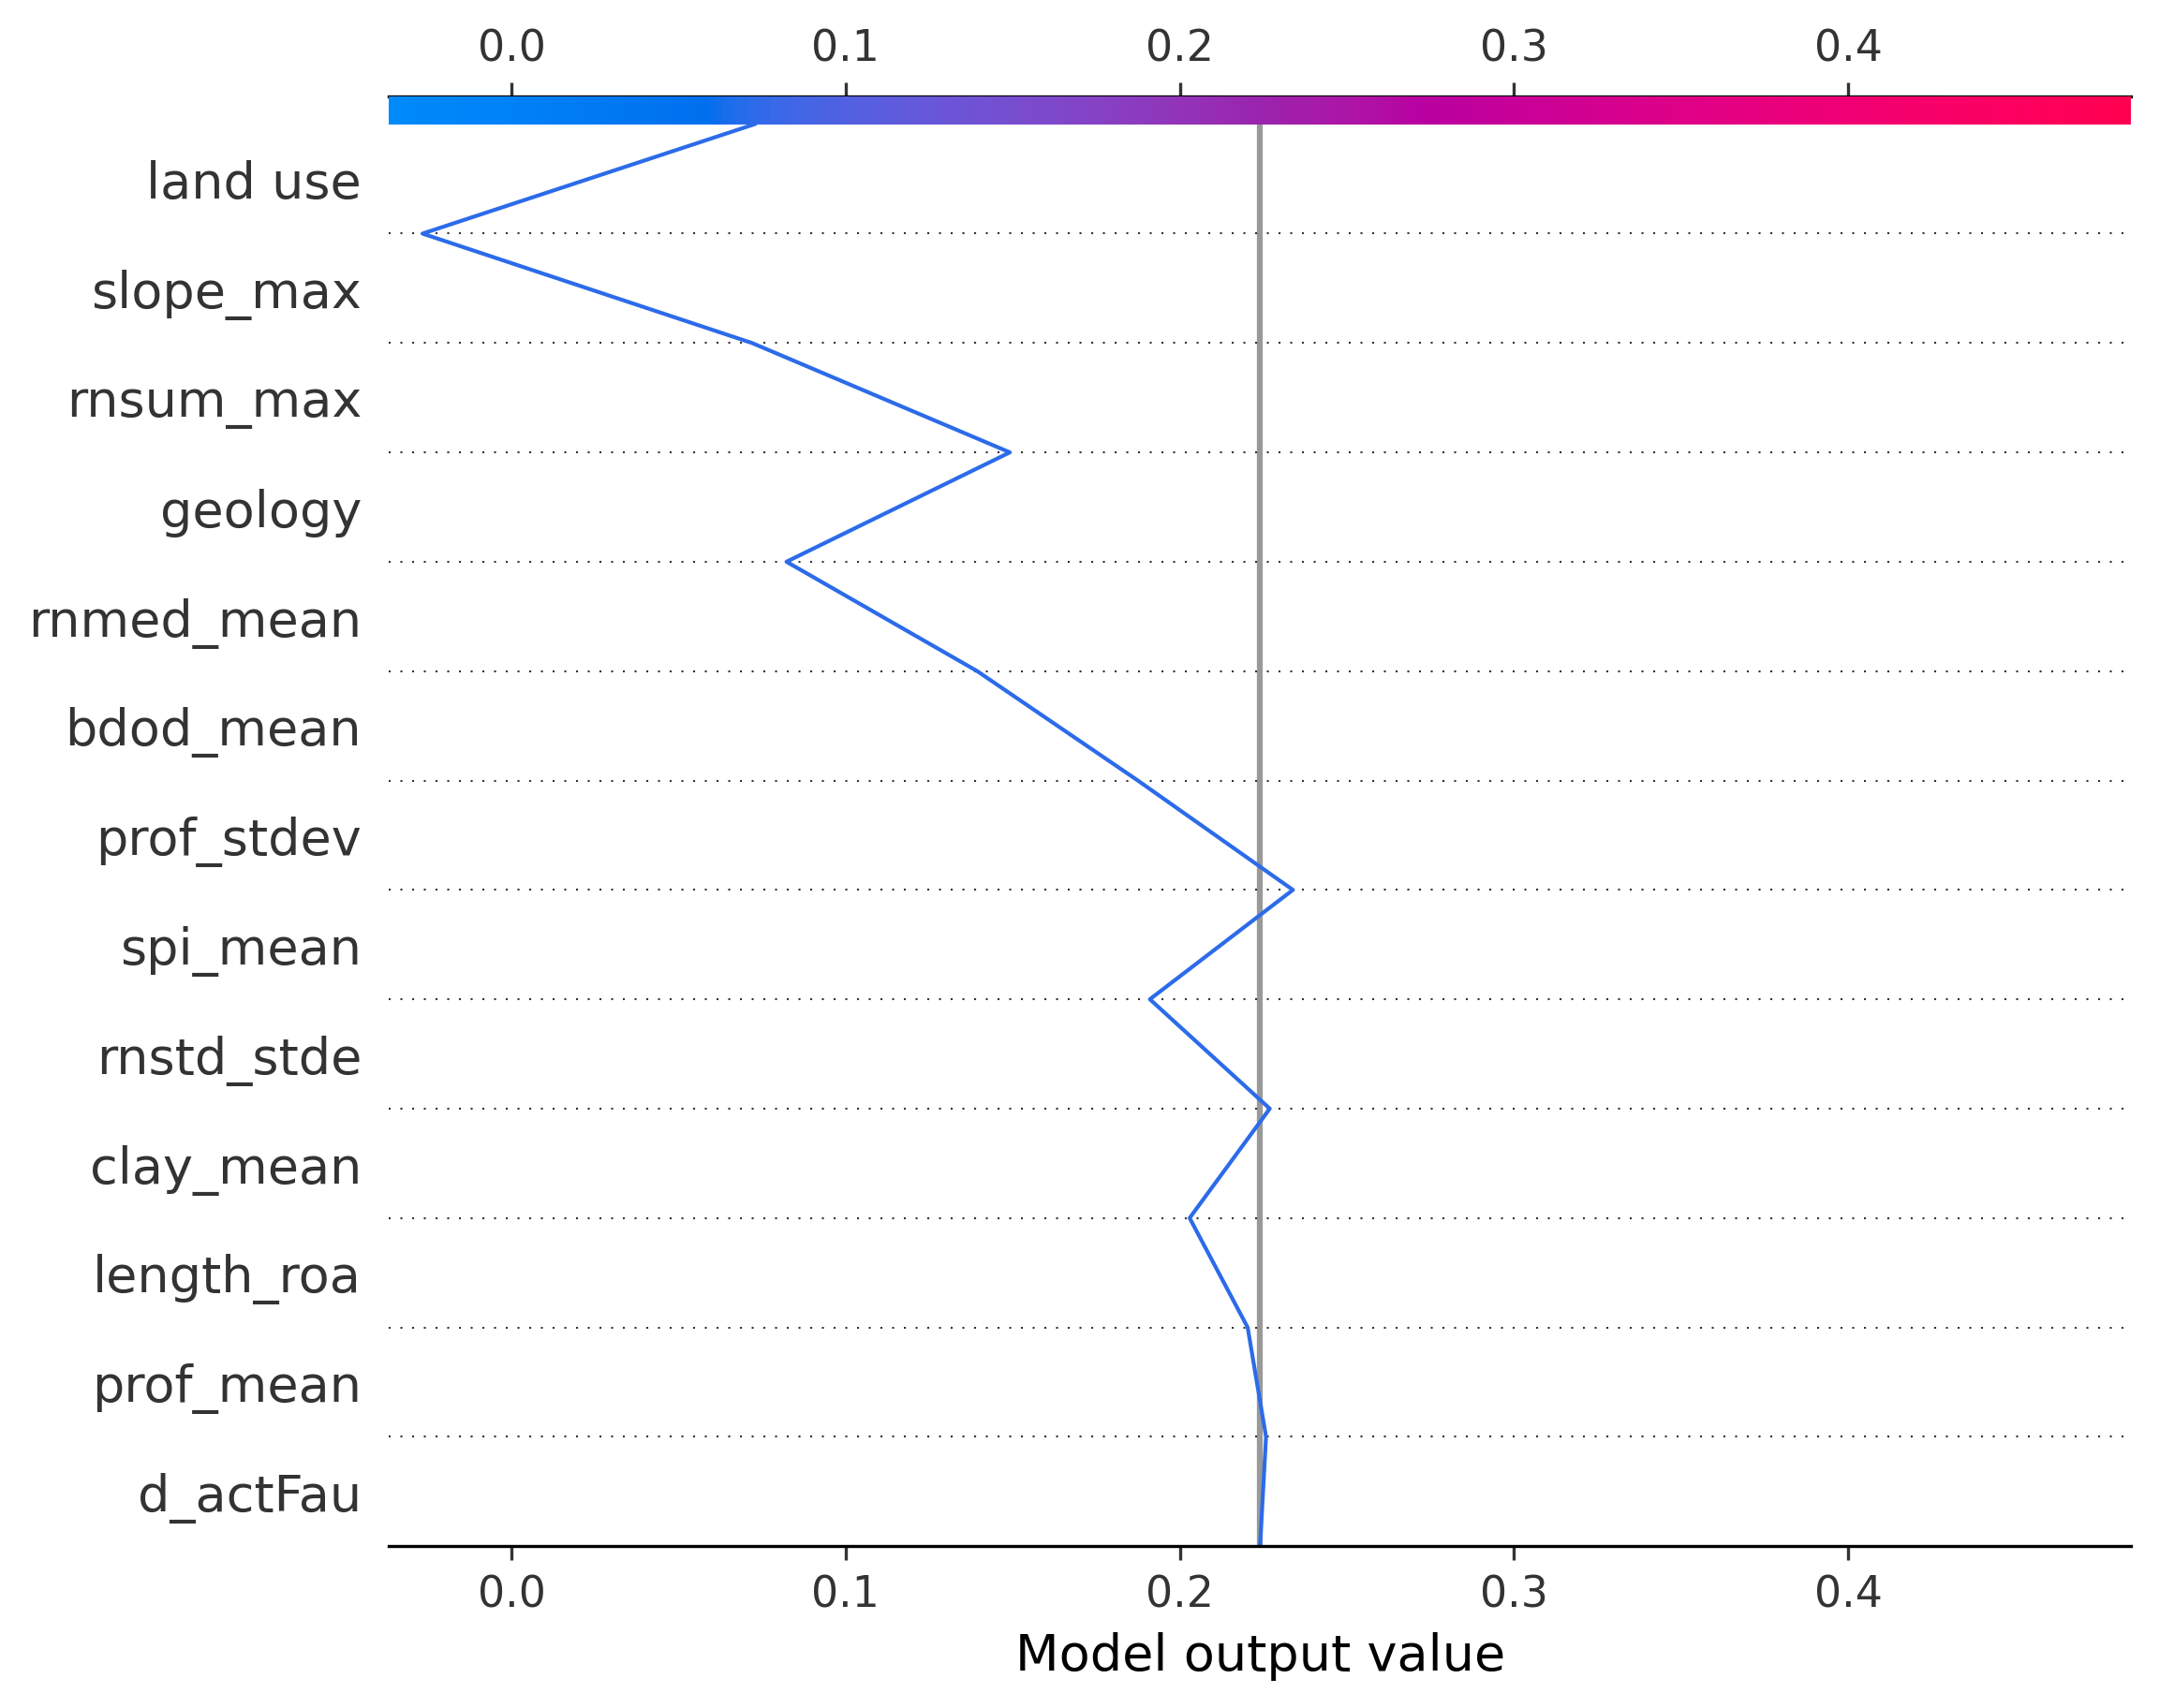 0.0 0.1 0.2 0.3 0.4
land use
slope_max
rnsum_max
geology
rnmed_mean
bdod_mean
prof_stdev
spi_mean
rnstd_stde
clay_mean
length_roa
prof_mean
d_actFau
0.0 0.1 0.2 0.3 0.4
Model output value